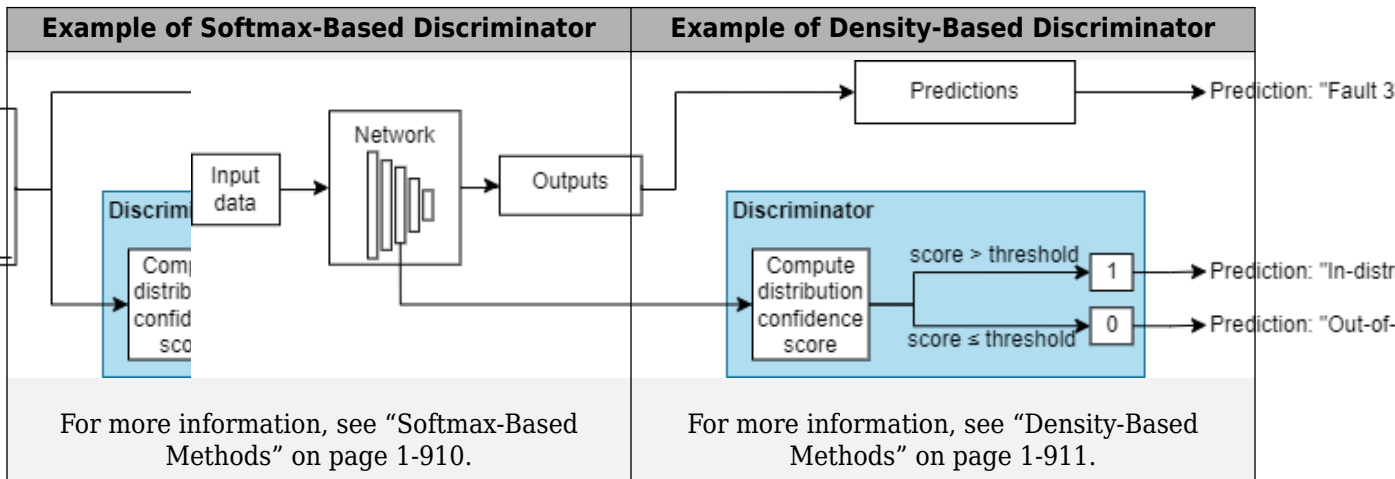 Example of Softmax-Based Discriminator
Example of Density-Based Discriminator
Predictions
Prediction: "Fault 3
Network
Input
data
Outputs
Discrimi
Comp
distrib
confid
sco
Discriminator
Compute
distribution
confidence
score
score > threshold
1
Prediction: "In-distr
score ≤ threshold
0
Prediction: "Out-of-
For more information, see “Softmax-Based
Methods” on page 1-910.
For more information, see “Density-Based
Methods” on page 1-911.